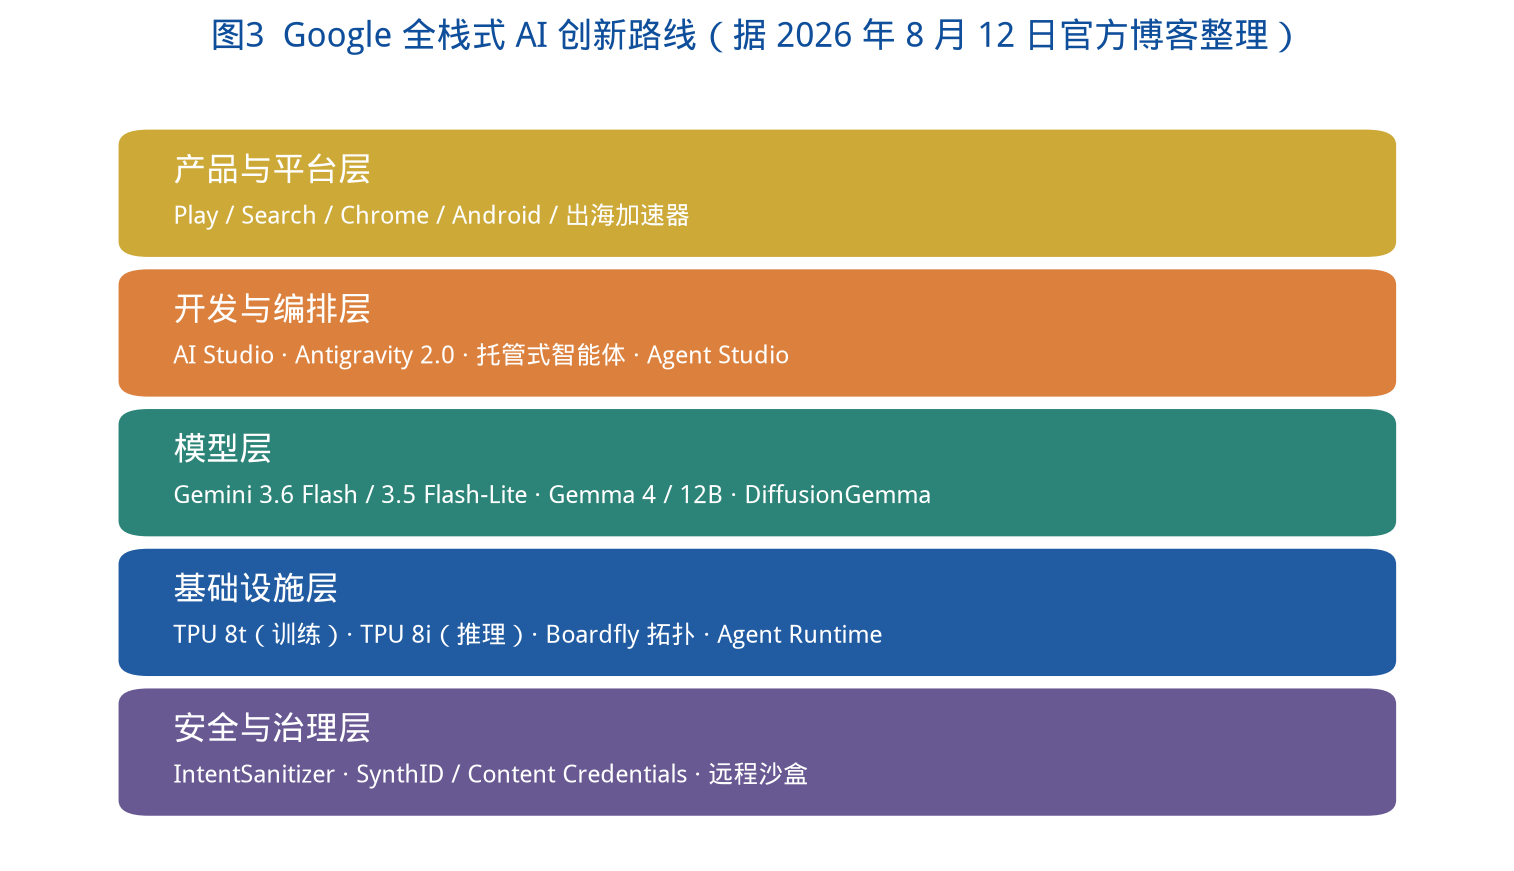 图3  Google 全栈式 AI 创新路线（据 2026 年 8 月 12 日官方博客整理）
产品与平台层
Play / Search / Chrome / Android / 出海加速器
开发与编排层
AI Studio · Antigravity 2.0 · 托管式智能体 · Agent Studio
模型层
Gemini 3.6 Flash / 3.5 Flash-Lite · Gemma 4 / 12B · DiffusionGemma
基础设施层
TPU 8t（训练）· TPU 8i（推理）· Boardfly 拓扑 · Agent Runtime
安全与治理层
IntentSanitizer · SynthID / Content Credentials · 远程沙盒